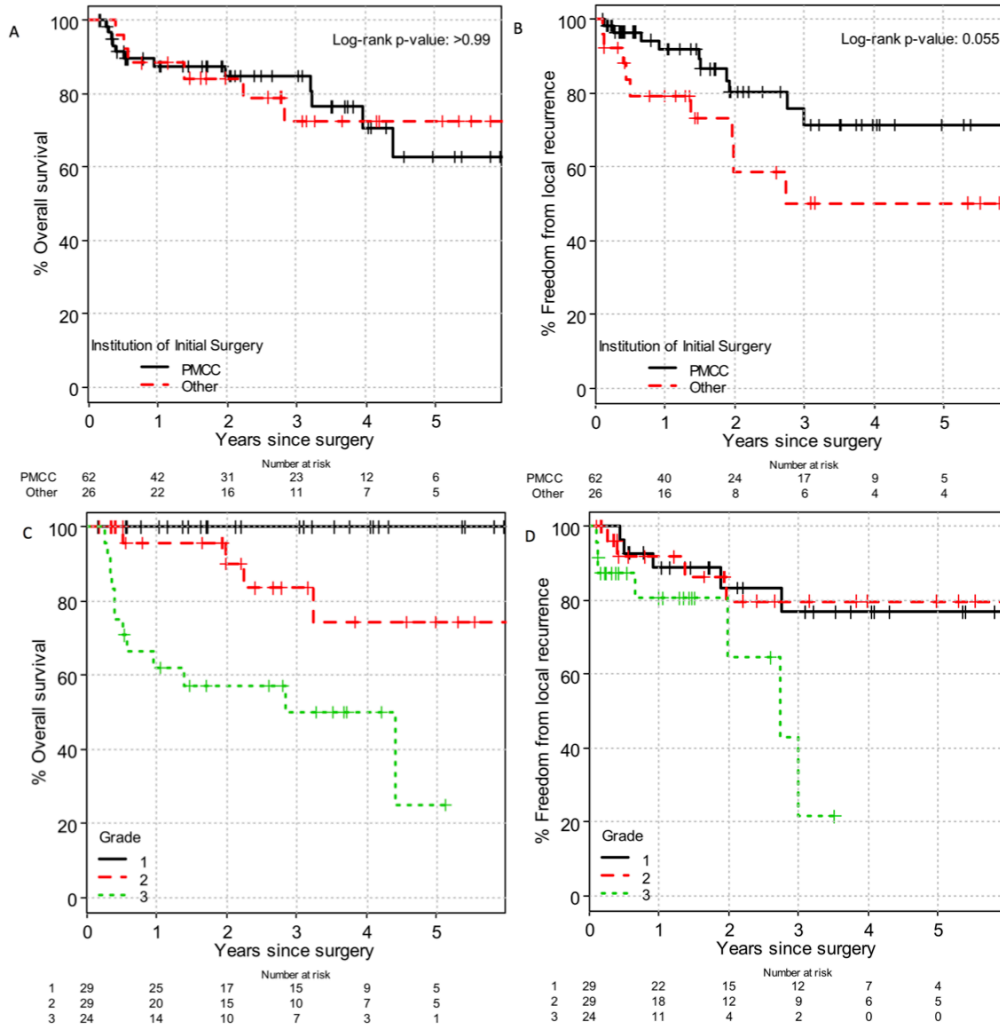 A
Log-rank p-value: >0.99
100
80
60
40
20
0
% Overall survival
Institution of Initial Surgery
PMCC
Other
0 1 2 3 4 5
Years since surgery
Number at risk
PMCC 62 42 31 23 12 6
Other 26 22 16 11 7 5
B
Log-rank p-value: 0.055
100
80
60
40
20
0
% Freedom from local recurrence
Institution of Initial Surgery
PMCC
Other
0 1 2 3 4 5
Years since surgery
Number at risk
PMCC 62 40 24 17 9 5
Other 26 16 8 6 4 4
C
100
80
60
40
20
0
% Overall survival
Grade
1
2
3
0 1 2 3 4 5
Years since surgery
Number at risk
1 29 25 17 15 9 5
2 29 20 15 10 7 5
3 24 14 10 7 3 1
D
100
80
60
40
20
0
% Freedom from local recurrence
Grade
1
2
3
0 1 2 3 4 5
Years since surgery
Number at risk
1 29 22 15 12 7 4
2 29 18 12 9 6 5
3 24 11 4 2 0 0